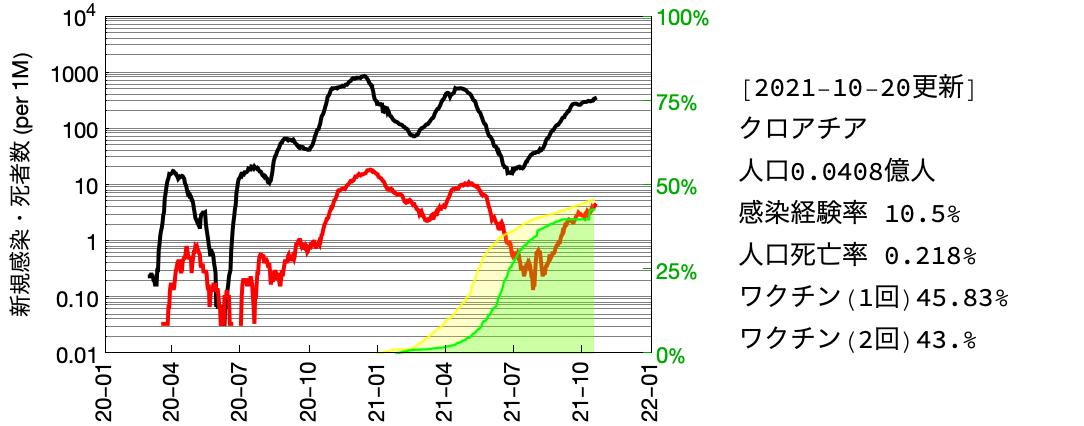 新規感染・死者数 (per 1M)
10^4
1000
100
10
1
0.10
0.01
100%
75%
50%
25%
0%
20-01
20-04
20-07
20-10
21-01
21-04
21-07
21-10
22-01
[2021-10-20更新]
クロアチア
人口0.0408億人
感染経験率 10.5%
人口死亡率 0.218%
ワクチン(1回)45.83%
ワクチン(2回)43.%